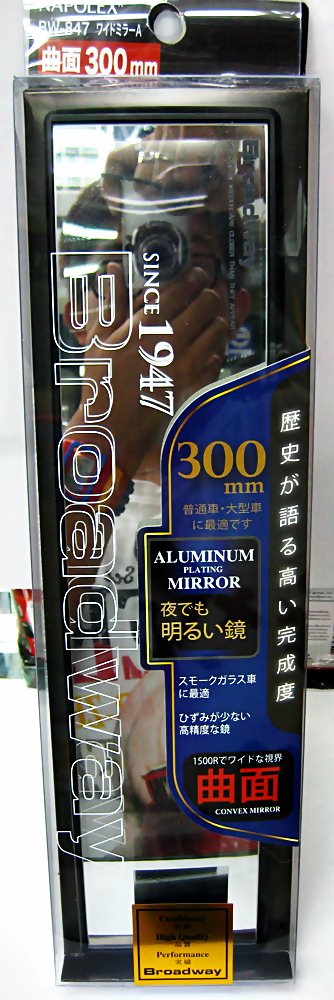 NAPOLEX
BW-847 ワイドミラーA
曲面 300mm
Broadway
SINCE 1947
Broadway
300
mm
普通車・大型車
に最適です
ALUMINUM
PLATING
MIRROR
夜でも
明るい鏡
スモークガラス車
に最適
ひずみが少ない
高精度な鏡
1500Rでワイドな視界
曲面
CONVEX MIRROR
歴史が語る高い完成度
Confidence
信頼
High Quality
品質
Performance
実績
Broadway